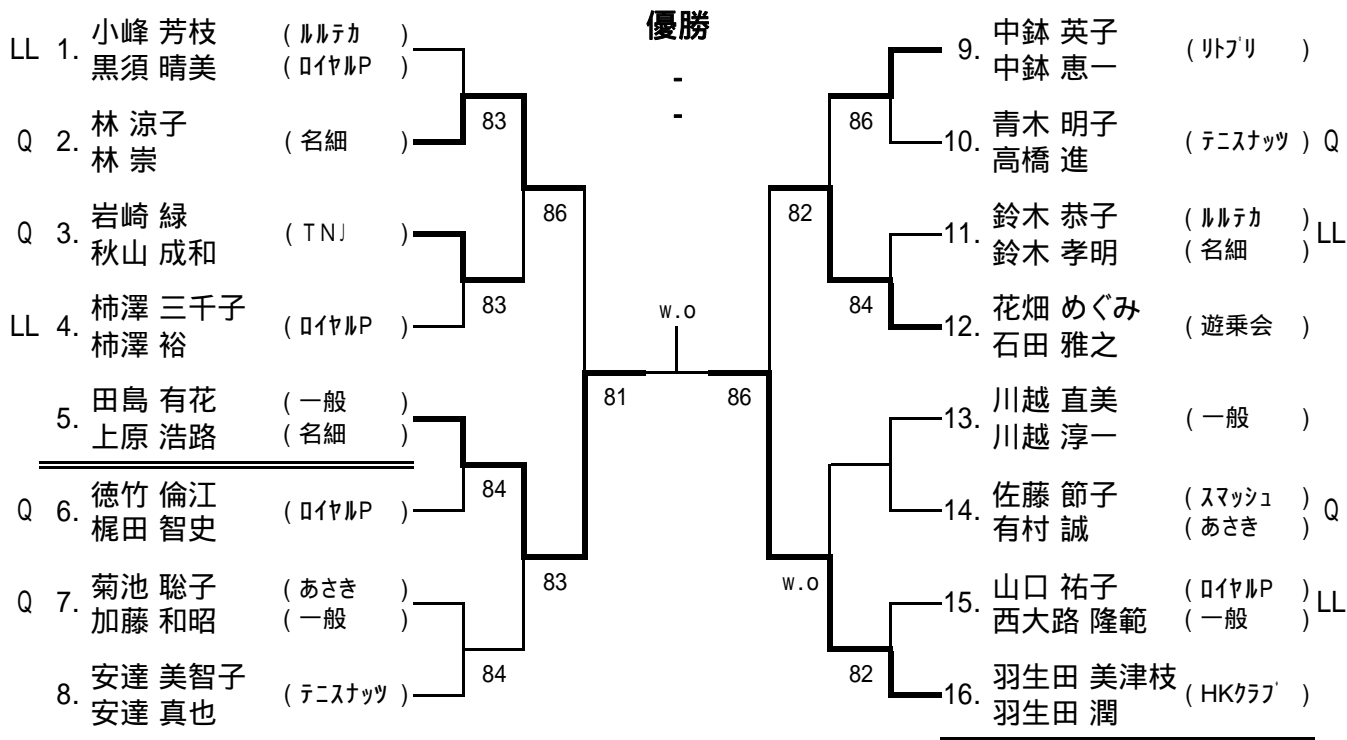 優勝
-
-
LL 1. 小峰 芳枝 ( ﾙﾙﾃｶ )
黒須 晴美 ( ﾛｲﾔﾙP )
83
Q 2. 林 涼子 ( 名細 )
林 崇
86
Q 3. 岩崎 緑 ( TNJ )
秋山 成和
83
LL 4. 柿澤 三千子 ( ﾛｲﾔﾙP )
柿澤 裕
81
5. 田島 有花 ( 一般 )
上原 浩路 ( 名細 )
84
Q 6. 徳竹 倫江 ( ﾛｲﾔﾙP )
梶田 智史
83
Q 7. 菊池 聡子 ( あさき )
加藤 和昭 ( 一般 )
84
8. 安達 美智子 ( ﾃﾆｽﾅｯﾂ )
安達 真也
w.o
9. 中鉢 英子 ( ﾘﾄﾌﾟﾘ )
中鉢 恵一
86
10. 青木 明子 ( ﾃﾆｽﾅｯﾂ ) Q
高橋 進
82
11. 鈴木 恭子 ( ﾙﾙﾃｶ ) LL
鈴木 孝明 ( 名細 )
84
12. 花畑 めぐみ ( 遊乗会 )
石田 雅之
86
13. 川越 直美 ( 一般 )
川越 淳一
14. 佐藤 節子 ( ｽﾏｯｼｭ ) Q
有村 誠 ( あさき )
w.o
15. 山口 祐子 ( ﾛｲﾔﾙP ) LL
西大路 隆範 ( 一般 )
82
16. 羽生田 美津枝 ( HKｸﾗﾌﾞ )
羽生田 潤